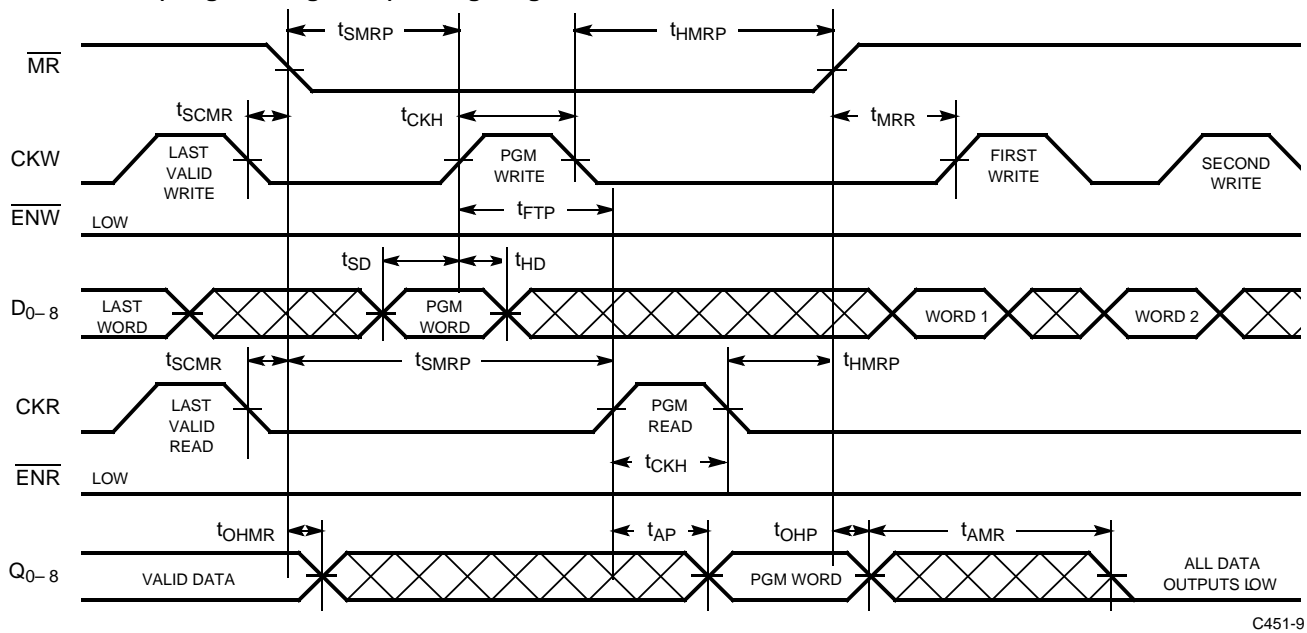 tSMRP
tHMRP
MR
tSCMR
tCKH
tMRR
CKW
LAST
VALID
WRITE
PGM
WRITE
FIRST
WRITE
SECOND
WRITE
ENW
LOW
tFTP
tSD
tHD
D0–8
LAST
WORD
PGM
WORD
WORD 1
WORD 2
tSCMR
tSMRP
tHMRP
CKR
LAST
VALID
READ
PGM
READ
ENR
LOW
tCKH
tOHMR
tAP
tOHP
tAMR
Q0–8
VALID DATA
PGM WORD
ALL DATA
OUTPUTS LOW
C451-9